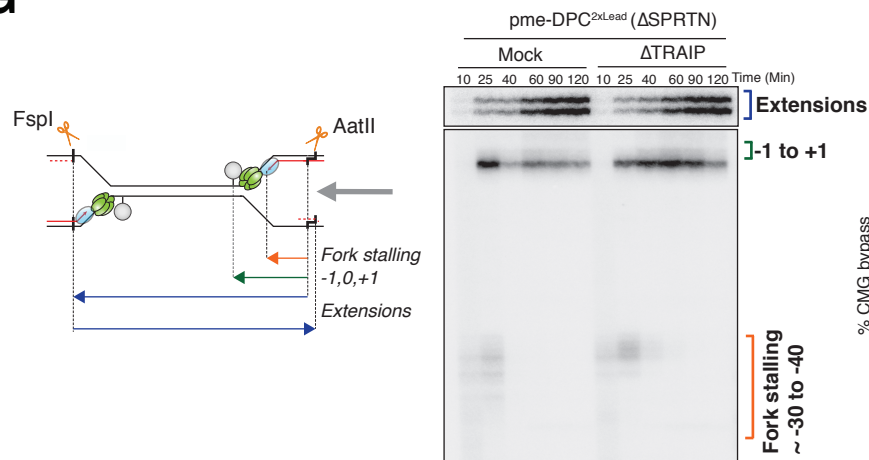 pme-DPC2xLead (ΔSPRTN)
Mock ΔTRAIP
10 25 40 60 90 120 10 25 40 60 90 120 Time (Min)
Extensions
-1 to +1
FspI
AatII
Fork stalling
-1,0,+1
Extensions
Fork stalling
~ -30 to -40
% CMG bypass